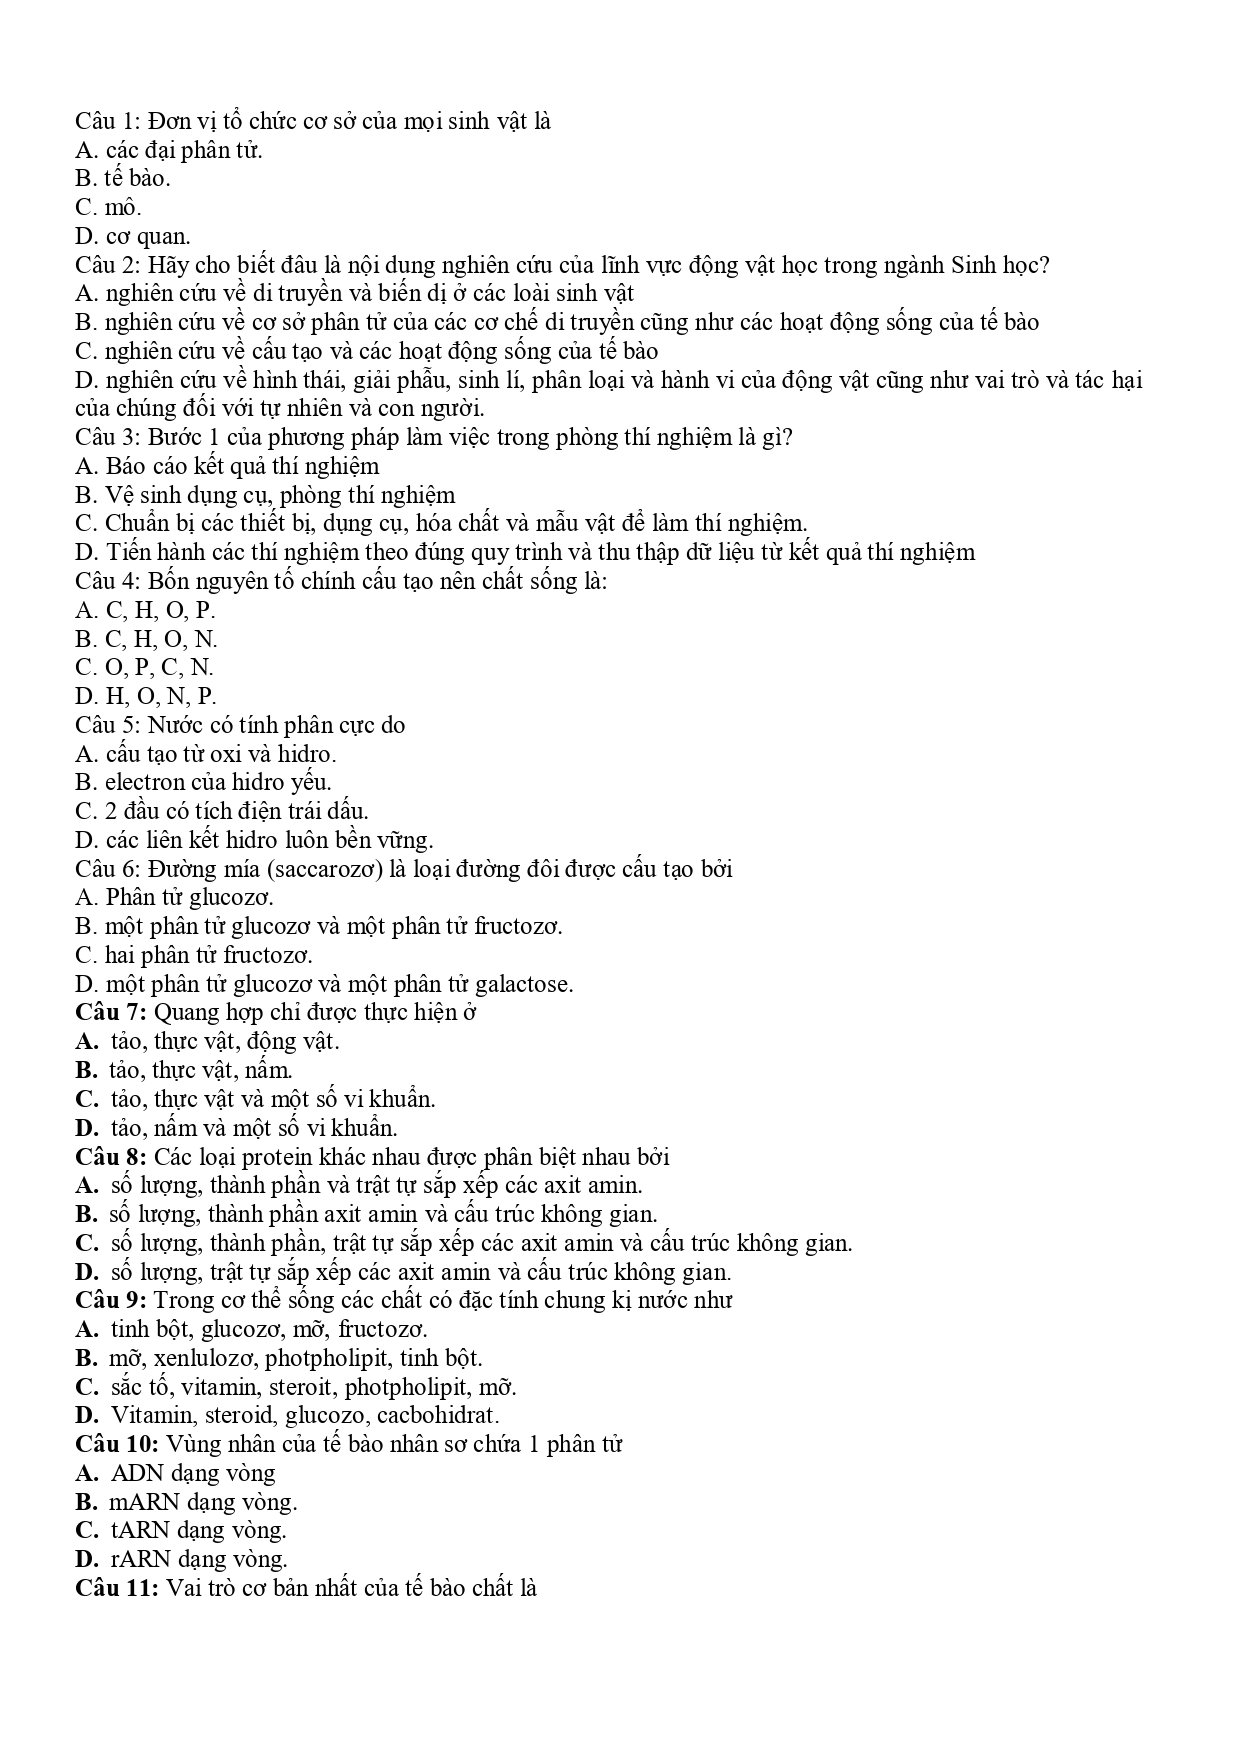 Câu 1: Đơn vị tổ chức cơ sở của mọi sinh vật là
A. các đại phân tử.
B. tế bào.
C. mô.
D. cơ quan.
Câu 2: Hãy cho biết đâu là nội dung nghiên cứu của lĩnh vực động vật học trong ngành Sinh học?
A. nghiên cứu về di truyền và biến dị ở các loài sinh vật
B. nghiên cứu về cơ sở phân tử của các cơ chế di truyền cũng như các hoạt động sống của tế bào
C. nghiên cứu về cấu tạo và các hoạt động sống của tế bào
D. nghiên cứu về hình thái, giải phẫu, sinh lí, phân loại và hành vi của động vật cũng như vai trò và tác hại
của chúng đối với tự nhiên và con người.
Câu 3: Bước 1 của phương pháp làm việc trong phòng thí nghiệm là gì?
A. Báo cáo kết quả thí nghiệm
B. Vệ sinh dụng cụ, phòng thí nghiệm
C. Chuẩn bị các thiết bị, dụng cụ, hóa chất và mẫu vật để làm thí nghiệm.
D. Tiến hành các thí nghiệm theo đúng quy trình và thu thập dữ liệu từ kết quả thí nghiệm
Câu 4: Bốn nguyên tố chính cấu tạo nên chất sống là:
A. C, H, O, P.
B. C, H, O, N.
C. O, P, C, N.
D. H, O, N, P.
Câu 5: Nước có tính phân cực do
A. cấu tạo từ oxi và hidro.
B. electron của hidro yếu.
C. 2 đầu có tích điện trái dấu.
D. các liên kết hidro luôn bền vững.
Câu 6: Đường mía (saccarozơ) là loại đường đôi được cấu tạo bởi
A. Phân tử glucozơ.
B. một phân tử glucozơ và một phân tử fructozơ.
C. hai phân tử fructozơ.
D. một phân tử glucozơ và một phân tử galactose.
Câu 7: Quang hợp chỉ được thực hiện ở
A. tảo, thực vật, động vật.
B. tảo, thực vật, nấm.
C. tảo, thực vật và một số vi khuẩn.
D. tảo, nấm và một số vi khuẩn.
Câu 8: Các loại protein khác nhau được phân biệt nhau bởi
A. số lượng, thành phần và trật tự sắp xếp các axit amin.
B. số lượng, thành phần axit amin và cấu trúc không gian.
C. số lượng, thành phần, trật tự sắp xếp các axit amin và cấu trúc không gian.
D. số lượng, trật tự sắp xếp các axit amin và cấu trúc không gian.
Câu 9: Trong cơ thể sống các chất có đặc tính chung kị nước như
A. tinh bột, glucozơ, mỡ, fructozơ.
B. mỡ, xenlulozơ, photpholipit, tinh bột.
C. sắc tố, vitamin, steroit, photpholipit, mỡ.
D. Vitamin, steroid, glucozo, cacbohidrat.
Câu 10: Vùng nhân của tế bào nhân sơ chứa 1 phân tử
A. ADN dạng vòng
B. mARN dạng vòng.
C. tARN dạng vòng.
D. rARN dạng vòng.
Câu 11: Vai trò cơ bản nhất của tế bào chất là